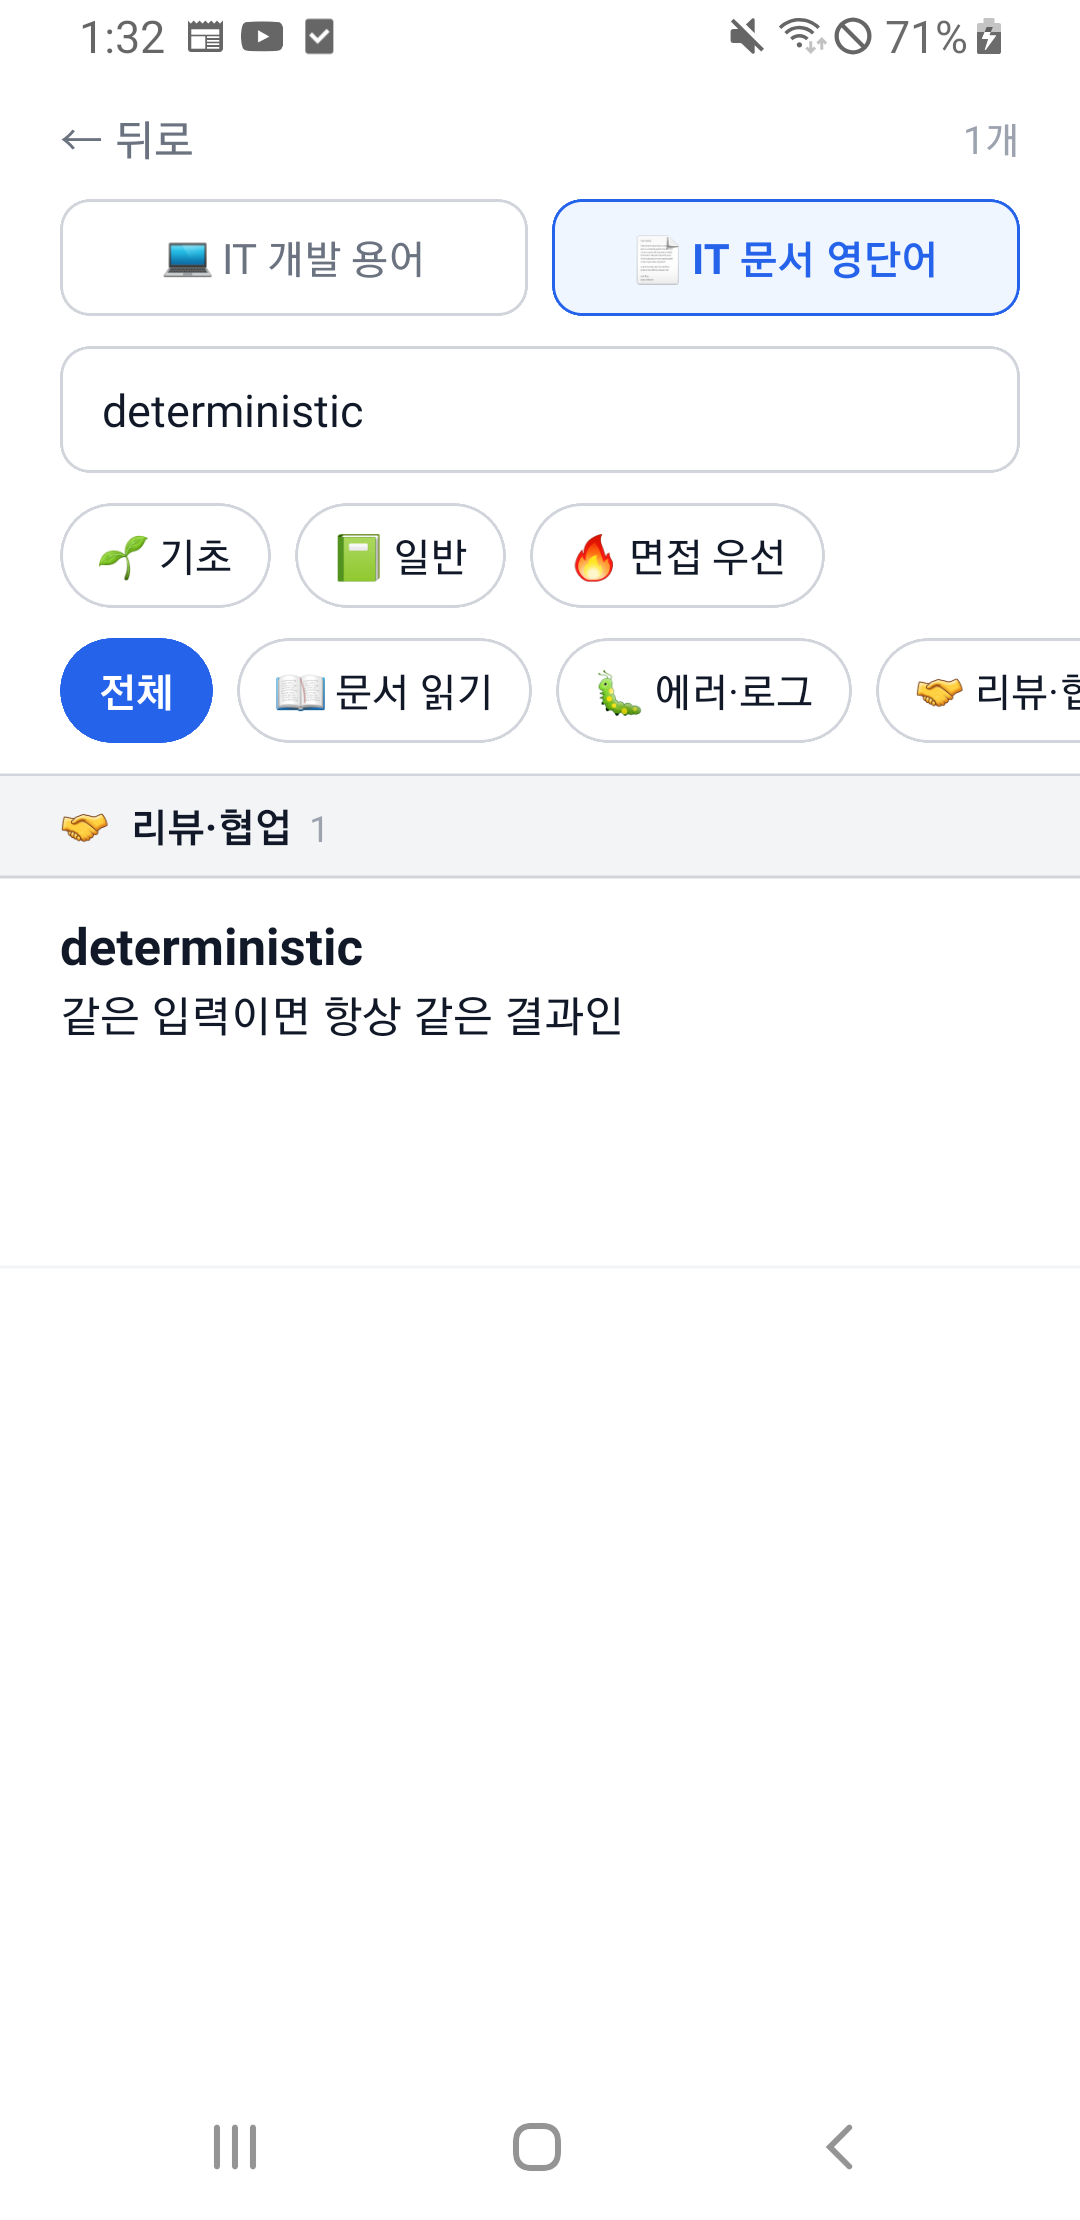 1:32 71%
← 뒤로 1개
IT 개발 용어 IT 문서 영단어
deterministic
기초 일반 면접 우선
전체 문서 읽기 에러·로그 리뷰·
리뷰·협업 1
deterministic
같은 입력이면 항상 같은 결과인